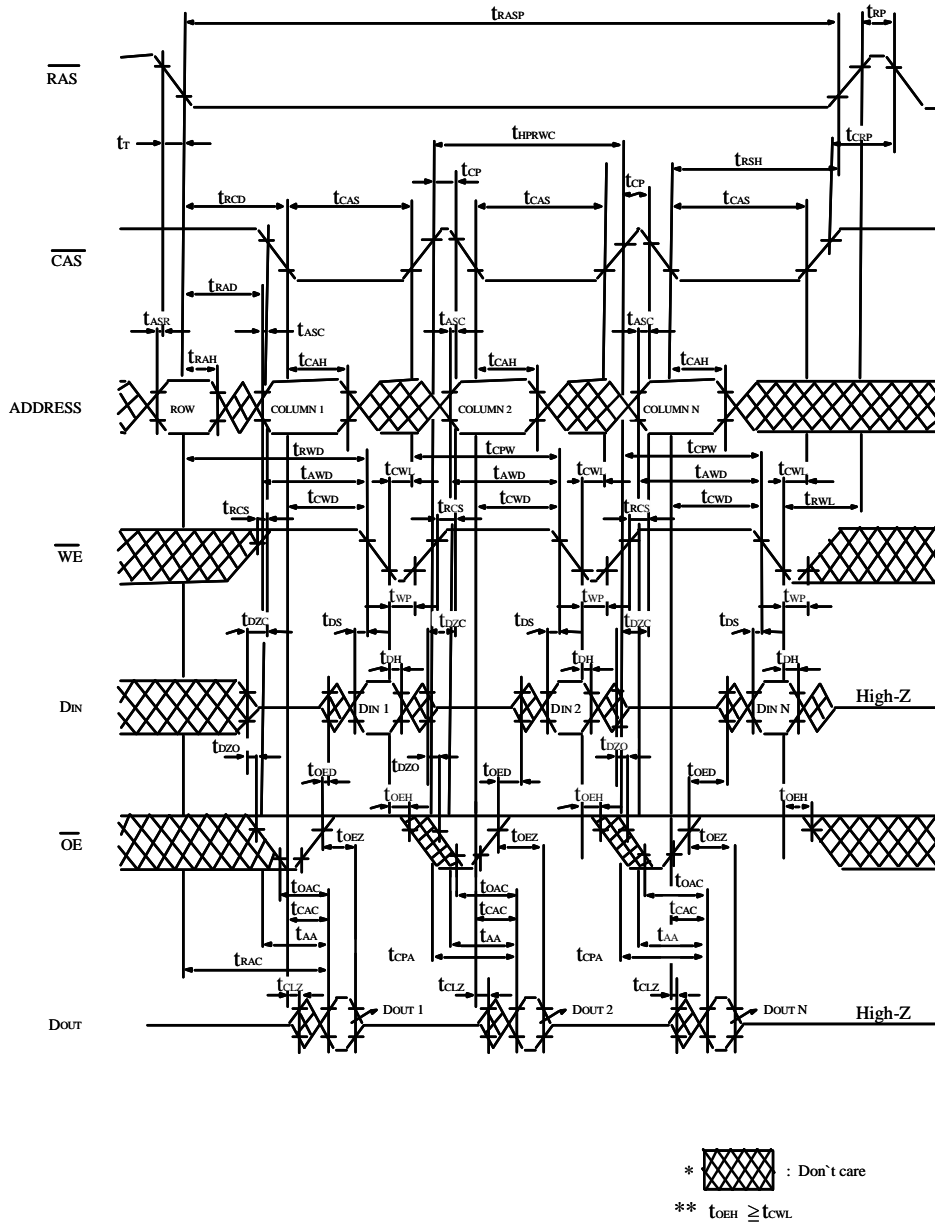 tRASP tRP
RAS
tT tHPRWC tCRP
tCP tRSH
tCP
tRCD tCAS tCAS tCAS
CAS
tRAD
tASR tASC tASC tASC
tRAH tCAH tCAH tCAH
ADDRESS ROW COLUMN 1 COLUMN 2 COLUMN N
tRWD tCPW tCPW
tAWD tCWL tAWD tCWL tAWD tCWL
tCWD tCWD tCWD tRWL
tRCS tRCS tRCS
WE
tWP tWP tWP
tDZC tDS tDZC tDS tDZC tDS
tDH tDH tDH
DIN DIN 1 DIN 2 DIN N High-Z
tDZO tDZO tDZO
tOED tOED tOED
tOEH tOEH tOEH
OE tOEZ tOEZ tOEZ
tOAC tOAC tOAC
tCAC tCAC tCAC
tAA tAA tAA
tRAC tCPA tCPA
tCLZ tCLZ tCLZ
DOUT DOUT 1 DOUT 2 DOUT N High-Z
* : Don`t care
** tOEH ≧tCWL